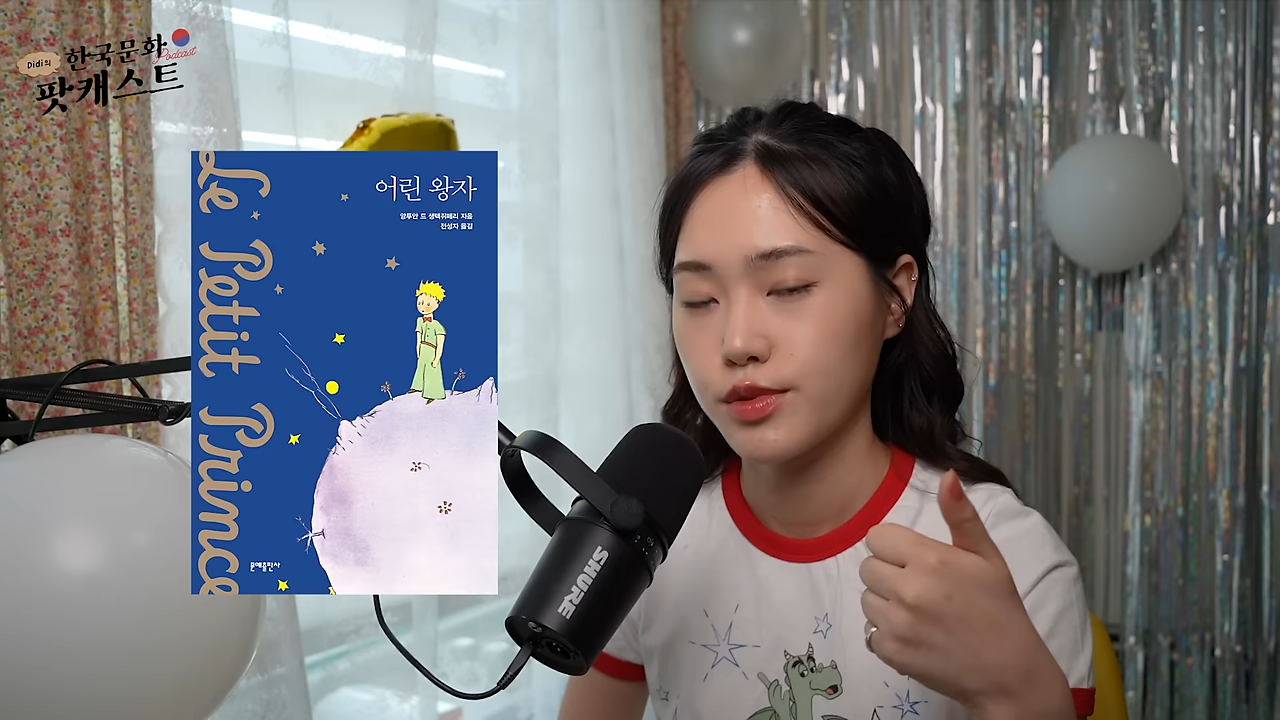 Didi의
한국문화
Podcast
팟캐스트
Le Petit Prince
어린 왕자
앙투안 드 생텍쥐페리 지음
전성자 옮김
문예출판사
SHURE